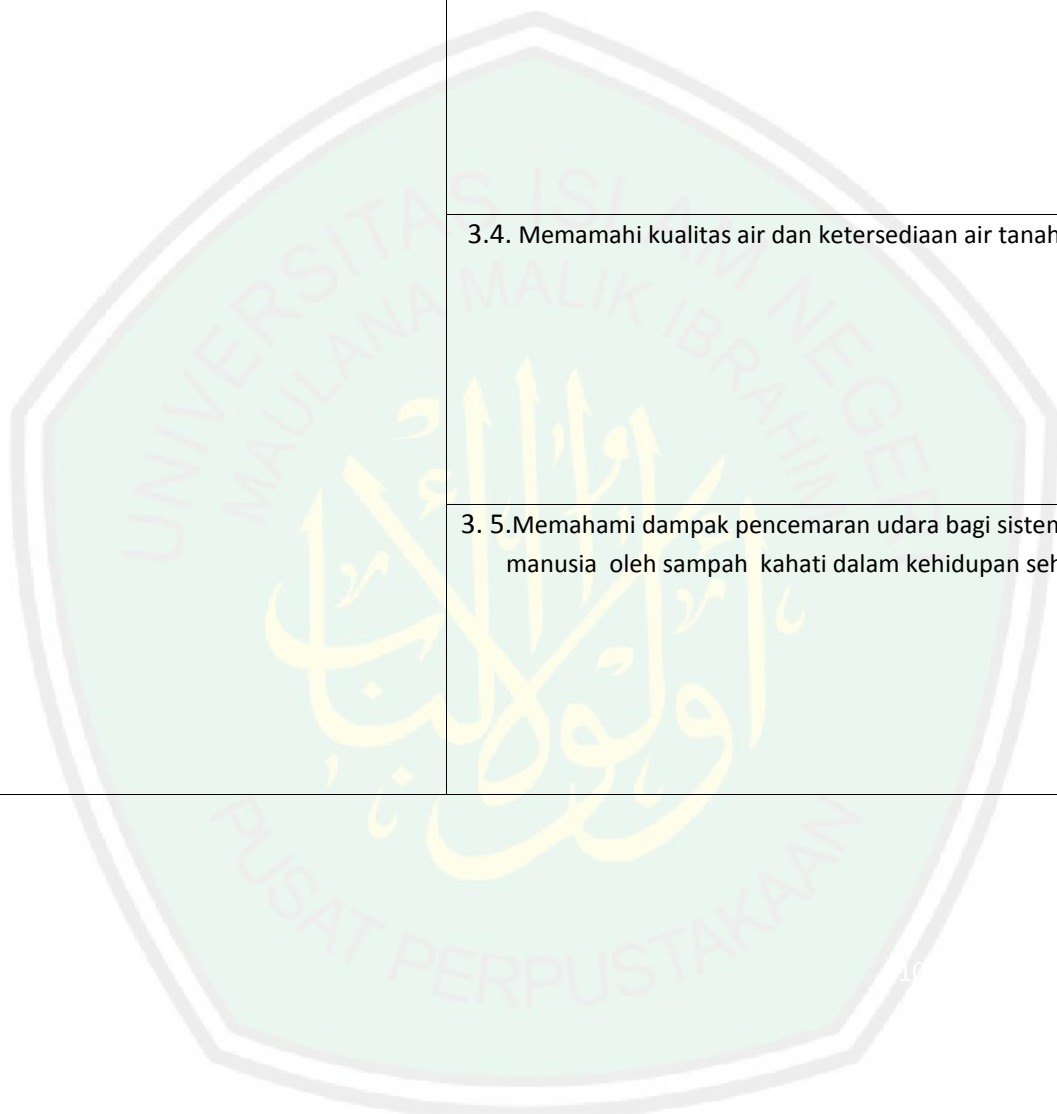 UNIVERSITAS ISLAM NEGERI
MAULANA MALIK IBRAHIM
3.4. Memamahi kualitas air dan ketersediaan air tanah
3. 5.Memahami dampak pencemaran udara bagi sistem
manusia oleh sampah kahati dalam kehidupan seh
PUSAT PERPUSTAKAAN